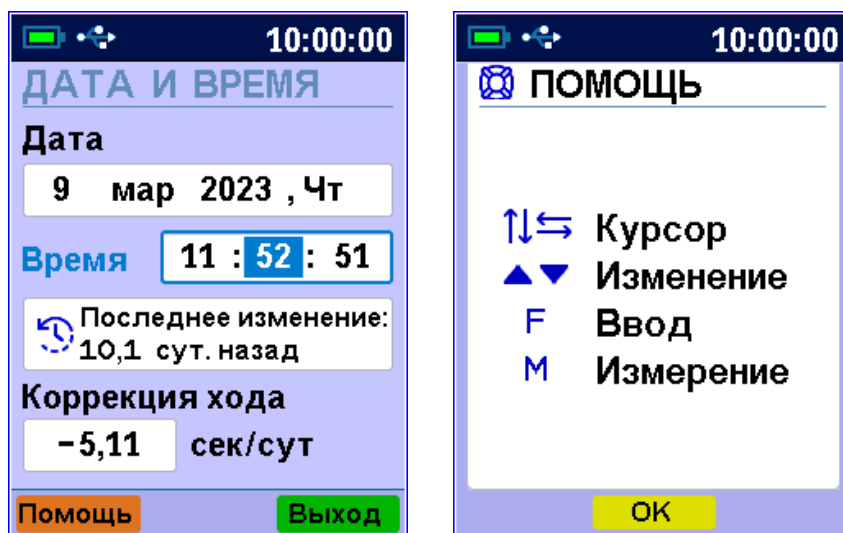 10:00:00
ДАТА И ВРЕМЯ
Дата
9 мар 2023 , Чт
Время 11 : 52 : 51
Последнее изменение:
10,1 сут. назад
Коррекция хода
-5,11 сек/сут
Помощь Выход
10:00:00
ПОМОЩЬ
Курсор
Изменение
F Ввод
M Измерение
OK